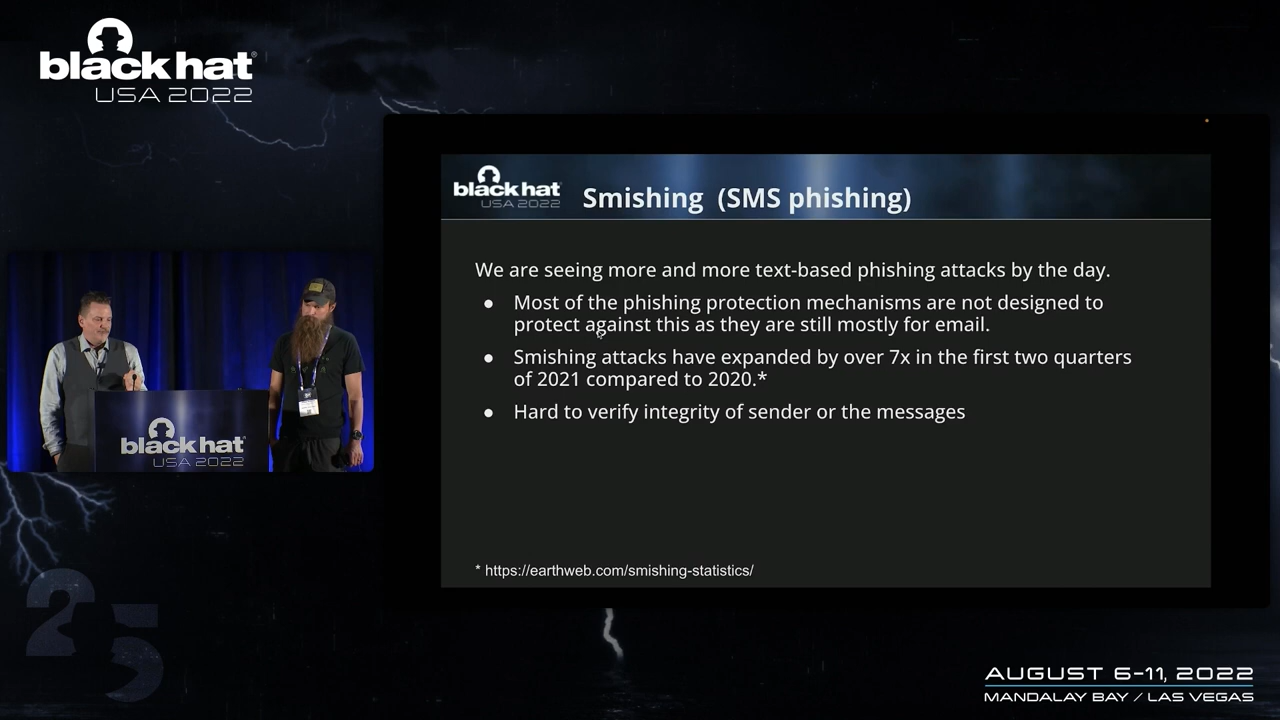 black hat®
USA 2022
black hat
USA 2022
Smishing (SMS phishing)
We are seeing more and more text-based phishing attacks by the day.
● Most of the phishing protection mechanisms are not designed to
protect against this as they are still mostly for email.
● Smishing attacks have expanded by over 7x in the first two quarters
of 2021 compared to 2020.*
● Hard to verify integrity of sender or the messages
* https://earthweb.com/smishing-statistics/
black hat
USA 2022
25
AUGUST 6-11, 2022
MANDALAY BAY / LAS VEGAS